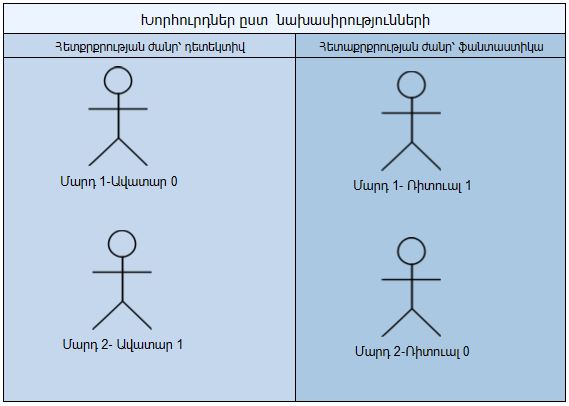 Խորհուրդներ ըստ նախասիրությունների
Հետքրքրության ժանր՝ դետեկտիվ
Հետաքրքրության ժանր՝ ֆանտաստիկա
Մարդ 1-Ավատար 0
Մարդ 1- Ռիտուալ 1
Մարդ 2- Ավատար 1
Մարդ 2-Ռիտուալ 0